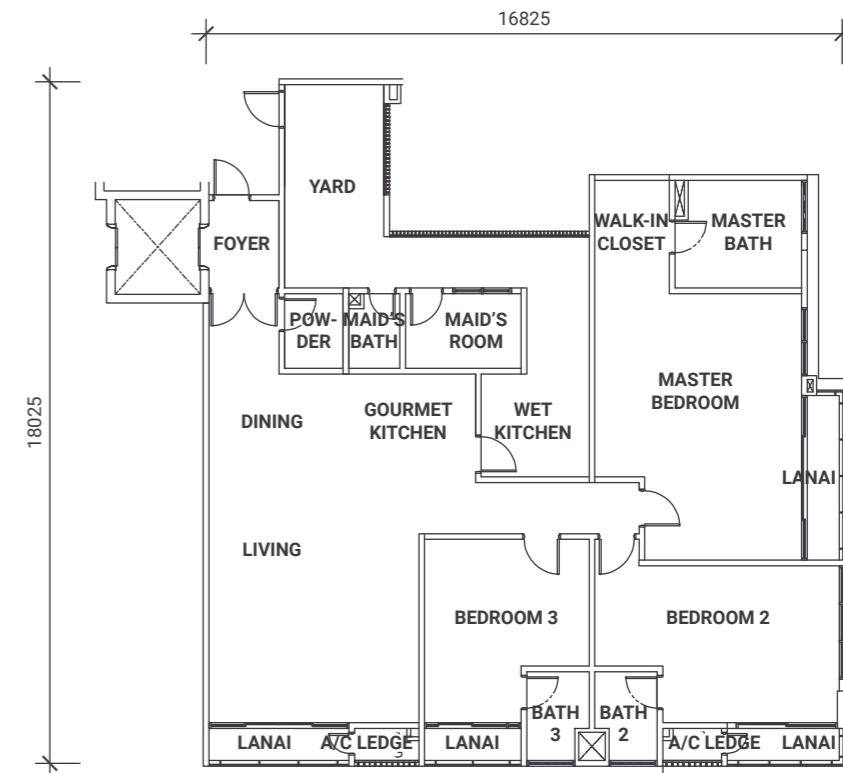 16825
18025
YARD
FOYER
WALK-IN
CLOSET
MASTER
BATH
POW-
DER
MAID'S
BATH
MAID'S
ROOM
MASTER
BEDROOM
DINING
GOURMET
KITCHEN
WET
KITCHEN
LANAI
LIVING
BEDROOM 3
BEDROOM 2
BATH
3
BATH
2
LANAI
A/C LEDGE
LANAI
A/C LEDGE
LANAI